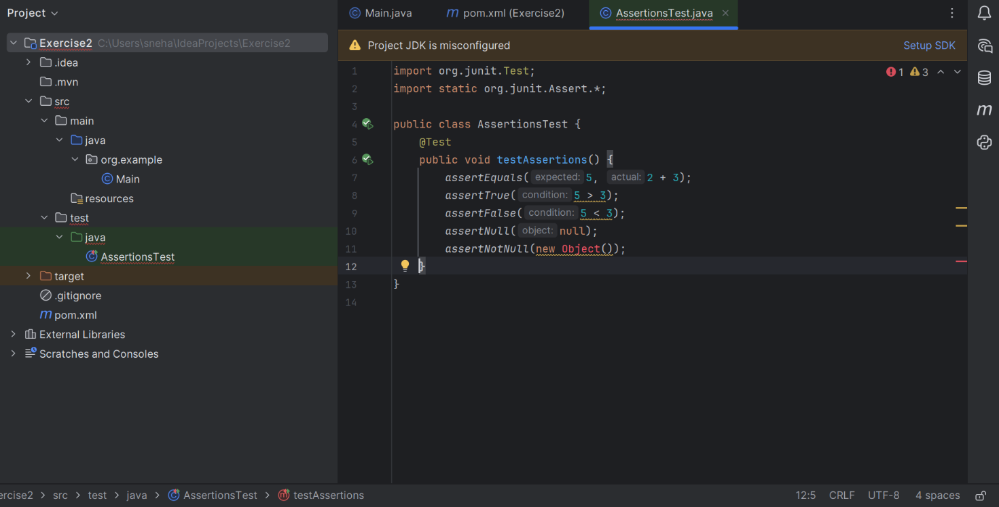 Project
Main.java
pom.xml (Exercise2)
AssertionsTest.java
Exercise2 C:\Users\sneha\IdeaProjects\Exercise2
.idea
.mvn
src
main
java
org.example
Main
resources
test
java
AssertionsTest
target
.gitignore
pom.xml
External Libraries
Scratches and Consoles
Project JDK is misconfigured
Setup SDK
1 3
1 import org.junit.Test;
2 import static org.junit.Assert.*;
3
4 public class AssertionsTest {
5 @Test
6 public void testAssertions() {
7 assertEquals( expected: 5, actual: 2 + 3);
8 assertTrue( condition: 5 > 3);
9 assertFalse( condition: 5 < 3);
10 assertNull( object: null);
11 assertNotNull(new Object());
12 }
13 }
14
ercise2 > src > test > java > AssertionsTest > testAssertions
12:5 CRLF UTF-8 4 spaces